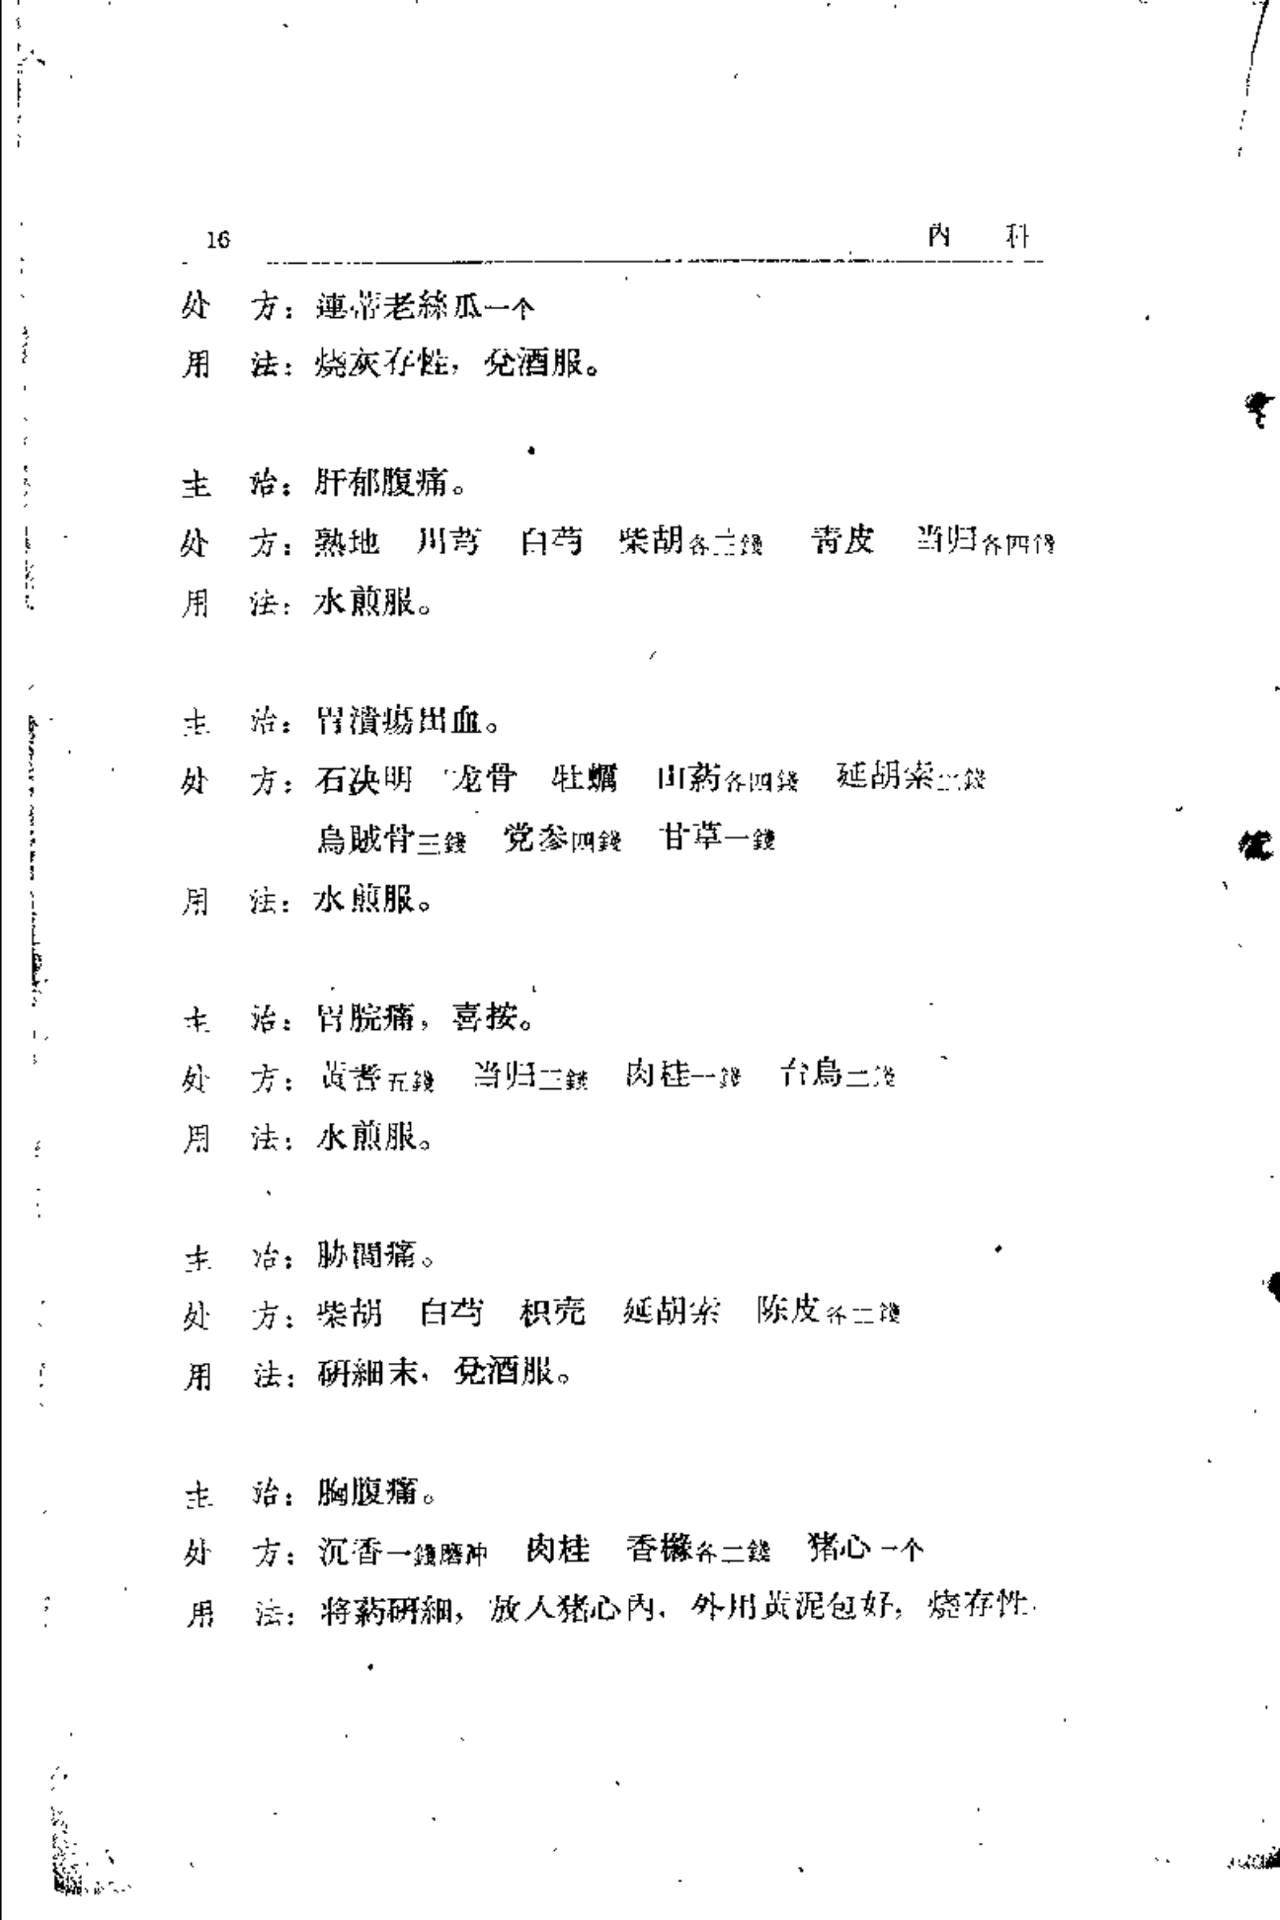 16 内 科
处 方：連蒂老絲瓜一个
用 法：烧灰存性，兌酒服。
主 治：肝郁腹痛。
处 方：熟地 川芎 白芍 柴胡各三錢 青皮 当归各四錢
用 法：水煎服。
主 治：胃潰瘍出血。
处 方：石决明 龙骨 牡蠣 山药各四錢 延胡索二錢
烏賊骨三錢 党参四錢 甘草一錢
用 法：水煎服。
主 治：胃脘痛，喜按。
处 方：黃耆五錢 当归三錢 肉桂一錢 台烏二錢
用 法：水煎服。
主 治：胁間痛。
处 方：柴胡 白芍 枳壳 延胡索 陈皮各二錢
用 法：研細末，兌酒服。
主 治：胸腹痛。
处 方：沉香一錢磨冲 肉桂 香橼各二錢 猪心一个
用 法：将药研細，放入猪心內，外用黃泥包好，烧存性.